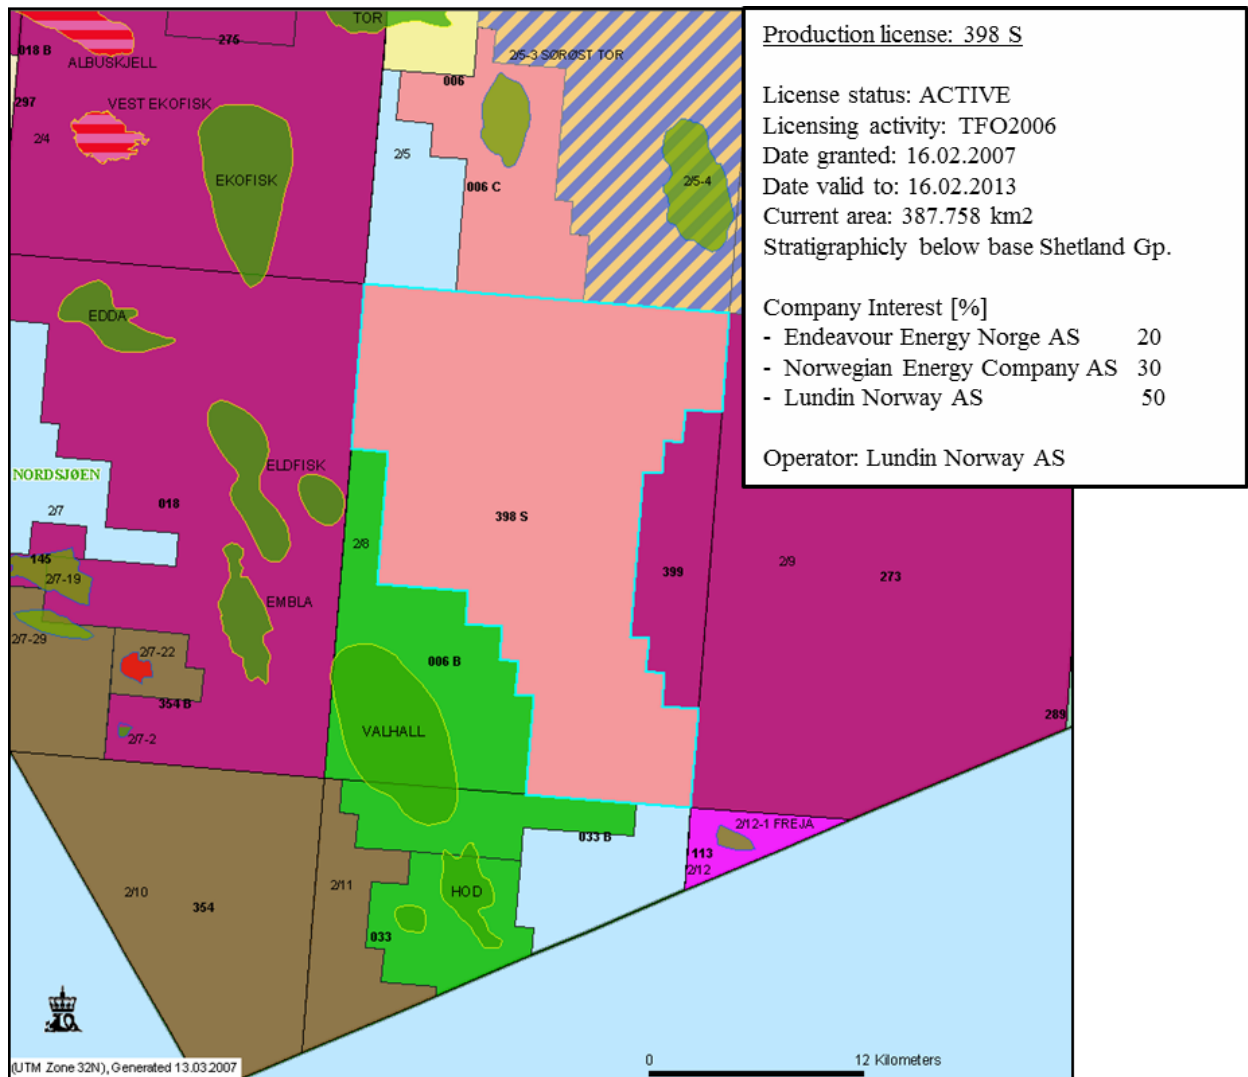 TOR
018 B
275
ALBUSKJELL
297
VEST EKOFISK
2/4
EKOFISK
2/5-3 SØRØST TOR
006
2/5
006 C
2/5-4
EDDA
ELDFISK
NORDSJØEN
2/7
018
398 S
2/8
145
2/7-19
EMBLA
399
2/9
273
2/7-29
2/7-22
006 B
354 B
2/7-2
VALHALL
289
2/12-1 FREJA
033 B
113
2/12
2/10
354
2/11
HOD
033
(UTM Zone 32N), Generated 13.03.2007
0 12 Kilometers
Production license: 398 S
License status: ACTIVE
Licensing activity: TFO2006
Date granted: 16.02.2007
Date valid to: 16.02.2013
Current area: 387.758 km2
Stratigraphicly below base Shetland Gp.
Company Interest [%]
- Endeavour Energy Norge AS 20
- Norwegian Energy Company AS 30
- Lundin Norway AS 50
Operator: Lundin Norway AS